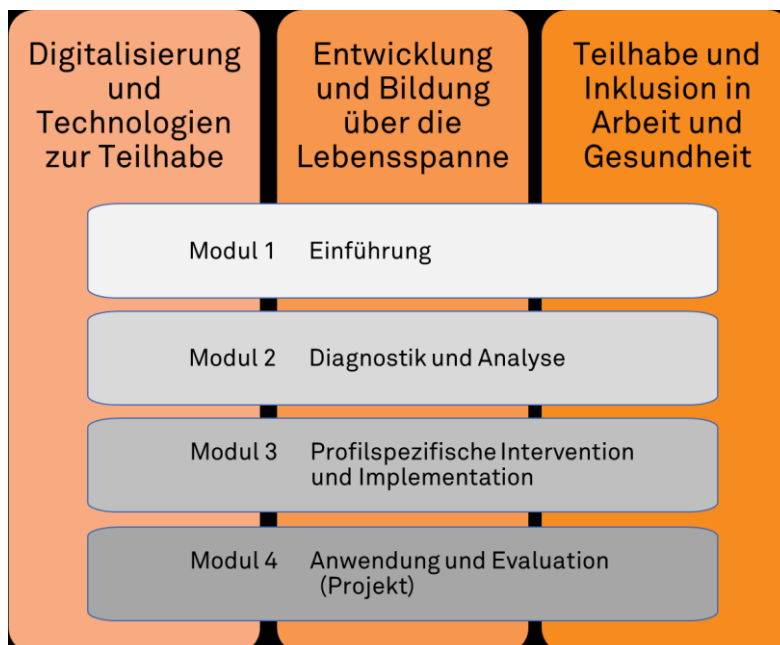 Digitalisierung
und
Technologien
zur Teilhabe
Entwicklung
und Bildung
über die
Lebensspanne
Teilhabe und
Inklusion in
Arbeit und
Gesundheit
Modul 1 Einführung
Modul 2 Diagnostik und Analyse
Modul 3 Profilspezifische Intervention
und Implementation
Modul 4 Anwendung und Evaluation
(Projekt)